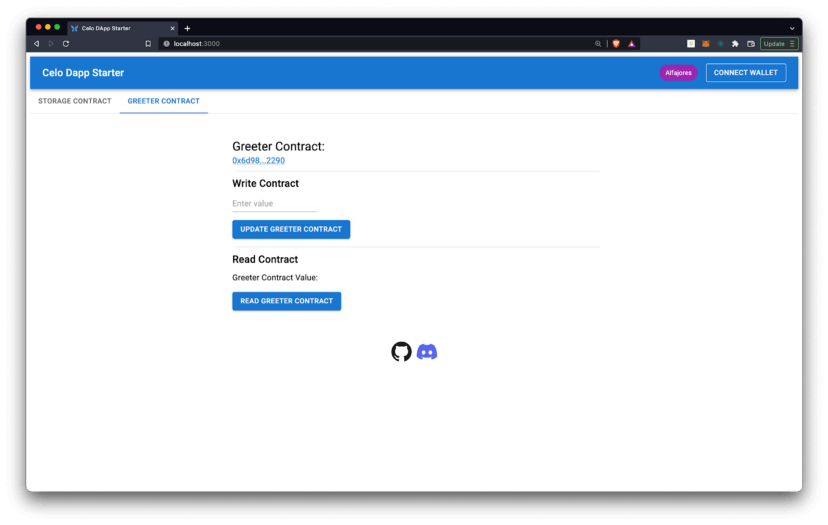 Celo DApp Starter
localhost:3000
Update
Celo Dapp Starter
Alfajores
CONNECT WALLET
STORAGE CONTRACT
GREETER CONTRACT
Greeter Contract:
0x6d98...2290
Write Contract
Enter value
UPDATE GREETER CONTRACT
Read Contract
Greeter Contract Value:
READ GREETER CONTRACT